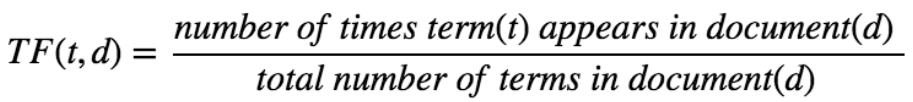 TF(t,d) = number of times term(t) appears in document(d)
total number of terms in document(d)